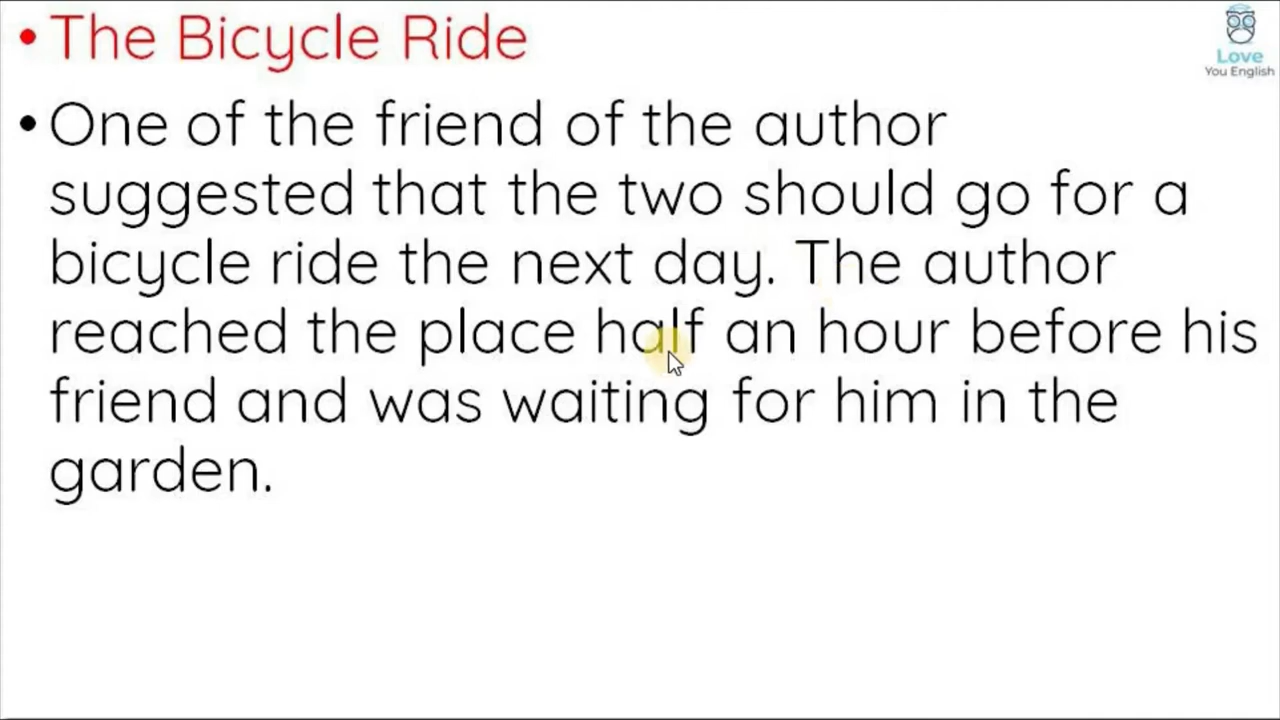 • The Bicycle Ride
Love
You English
• One of the friend of the author
suggested that the two should go for a
bicycle ride the next day. The author
reached the place half an hour before his
friend and was waiting for him in the
garden.